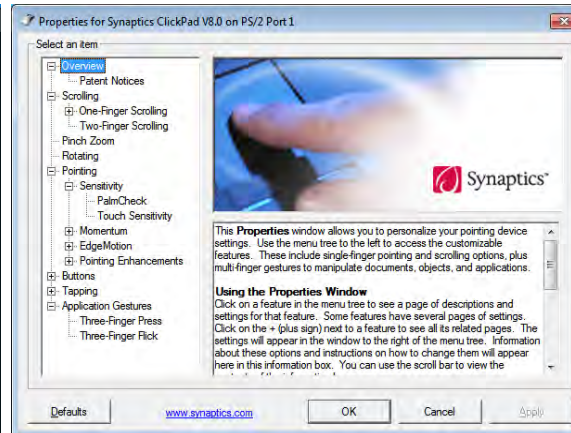 Properties for Synaptics ClickPad V8.0 on PS/2 Port 1
Select an item
Overview
Patent Notices
Scrolling
One-Finger Scrolling
Two-Finger Scrolling
Pinch Zoom
Rotating
Pointing
Sensitivity
PalmCheck
Touch Sensitivity
Momentum
EdgeMotion
Pointing Enhancements
Buttons
Tapping
Application Gestures
Three-Finger Press
Three-Finger Flick
Synaptics
This Properties window allows you to personalize your pointing device
settings. Use the menu tree to the left to access the customizable
features. These include single-finger pointing and scrolling options, plus
multi-finger gestures to manipulate documents, objects, and applications.
Using the Properties Window
Click on a feature in the menu tree to see a page of descriptions and
settings for that feature. Some features have several pages of settings.
Click on the + (plus sign) next to a feature to see all its related pages. The
settings will appear in the window to the right of the menu tree. Information
about these options and instructions on how to change them will appear
here in this information box. You can use the scroll bar to view the
Defaults
www.synaptics.com
OK
Cancel
Apply